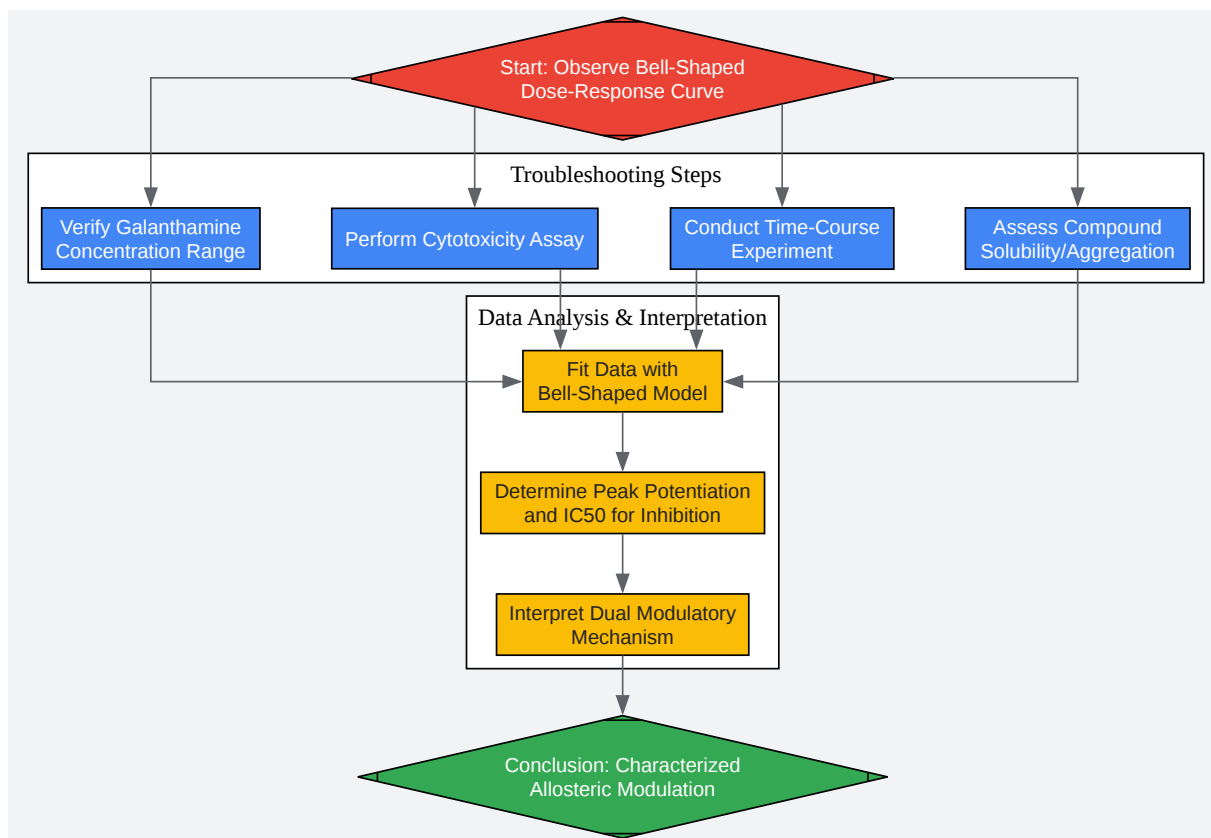 Start: Observe Bell-Shaped
Dose-Response Curve
Troubleshooting Steps
Verify Galanthamine
Concentration Range
Perform Cytotoxicity Assay
Conduct Time-Course
Experiment
Assess Compound
Solubility/Aggregation
Data Analysis & Interpretation
Fit Data with
Bell-Shaped Model
Determine Peak Potentiation
and IC50 for Inhibition
Interpret Dual Modulatory
Mechanism
Conclusion: Characterized
Allosteric Modulation